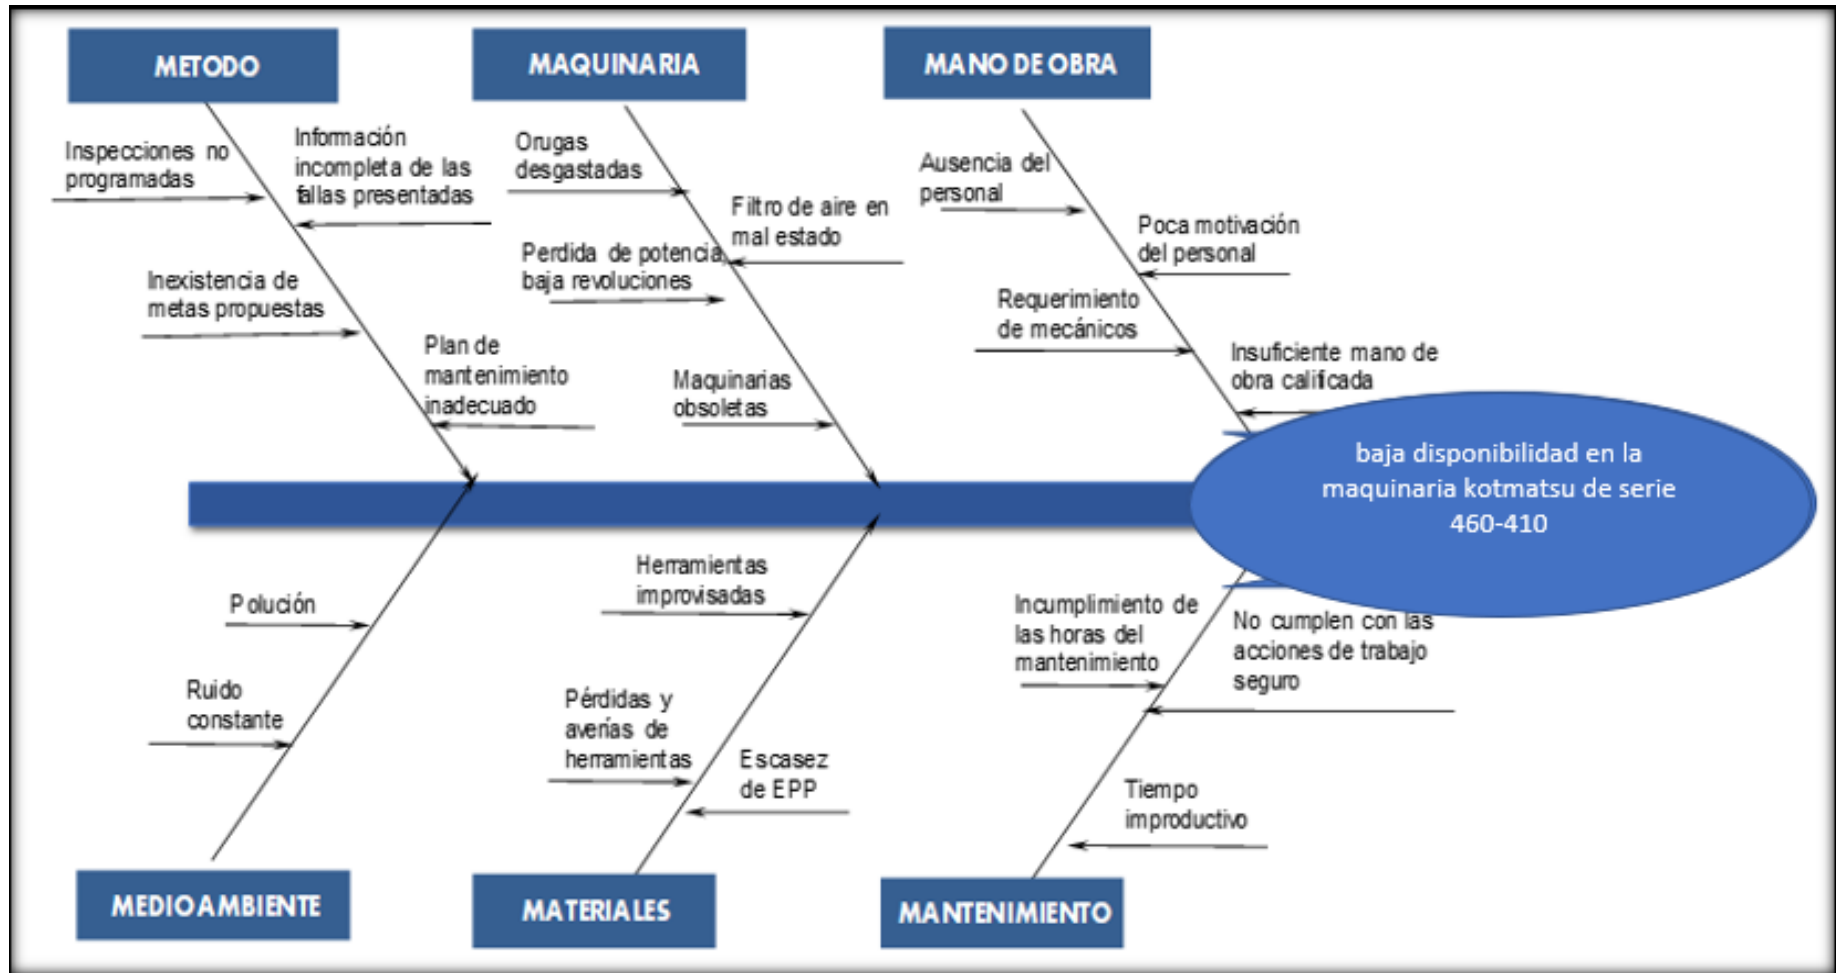 METODO
MAQUINARIA
MANO DE OBRA
Inspecciones no
programadas
Información
incompleta de las
fallas presentadas
Inexistencia de
metas propuestas
Plan de
mantenimiento
inadecuado
Orugas
desgastadas
Filtro de aire en
mal estado
Perdida de potencia
baja revoluciones
Maquinarias
obsoletas
Ausencia del
personal
Poca motivación
del personal
Requerimiento
de mecánicos
Insuficiente mano de
obra calificada
baja disponibilidad en la
maquinaria kotmatsu de serie
460-410
Polución
Ruido
constante
Herramientas
improvisadas
Pérdidas y
averías de
herramientas
Escasez
de EPP
Incumplimiento de
las horas del
mantenimiento
No cumplen con las
acciones de trabajo
seguro
Tiempo
improductivo
MEDIO AMBIENTE
MATERIALES
MANTENIMIENTO